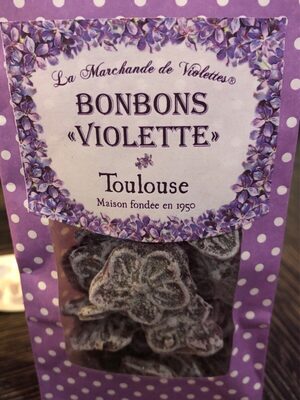 La Marchande de Violettes®
BONBONS
«VIOLETTE»
Toulouse
Maison fondée en 1950